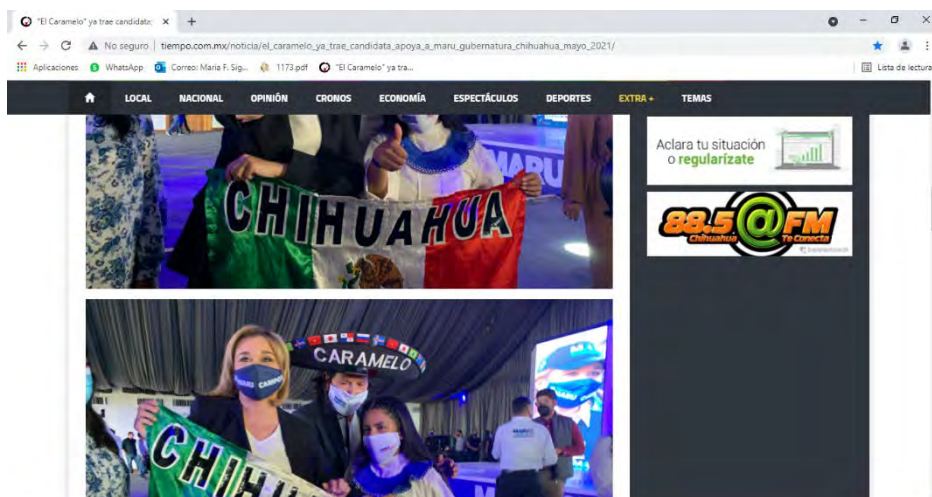 "El Caramelo" ya trae candidata;
No seguro | tiempo.com.mx/noticia/el_caramelo_ya_trae_candidata_apoya_a_maru_gubernatura_chihuahua_mayo_2021/
Aplicaciones WhatsApp Correo: Maria F. Sig... 1173.pdf "El Caramelo" ya tra... Lista de lectura
LOCAL NACIONAL OPINIÓN CRONOS ECONOMÍA ESPECTÁCULOS DEPORTES EXTRA + TEMAS
MARU
CHIHUAHUA
Aclara tu situación
o regularízate
88.5 @FM
Chihuahua Te Conecta
CARAMELO
MARU CAMPOS
CHIHU
M